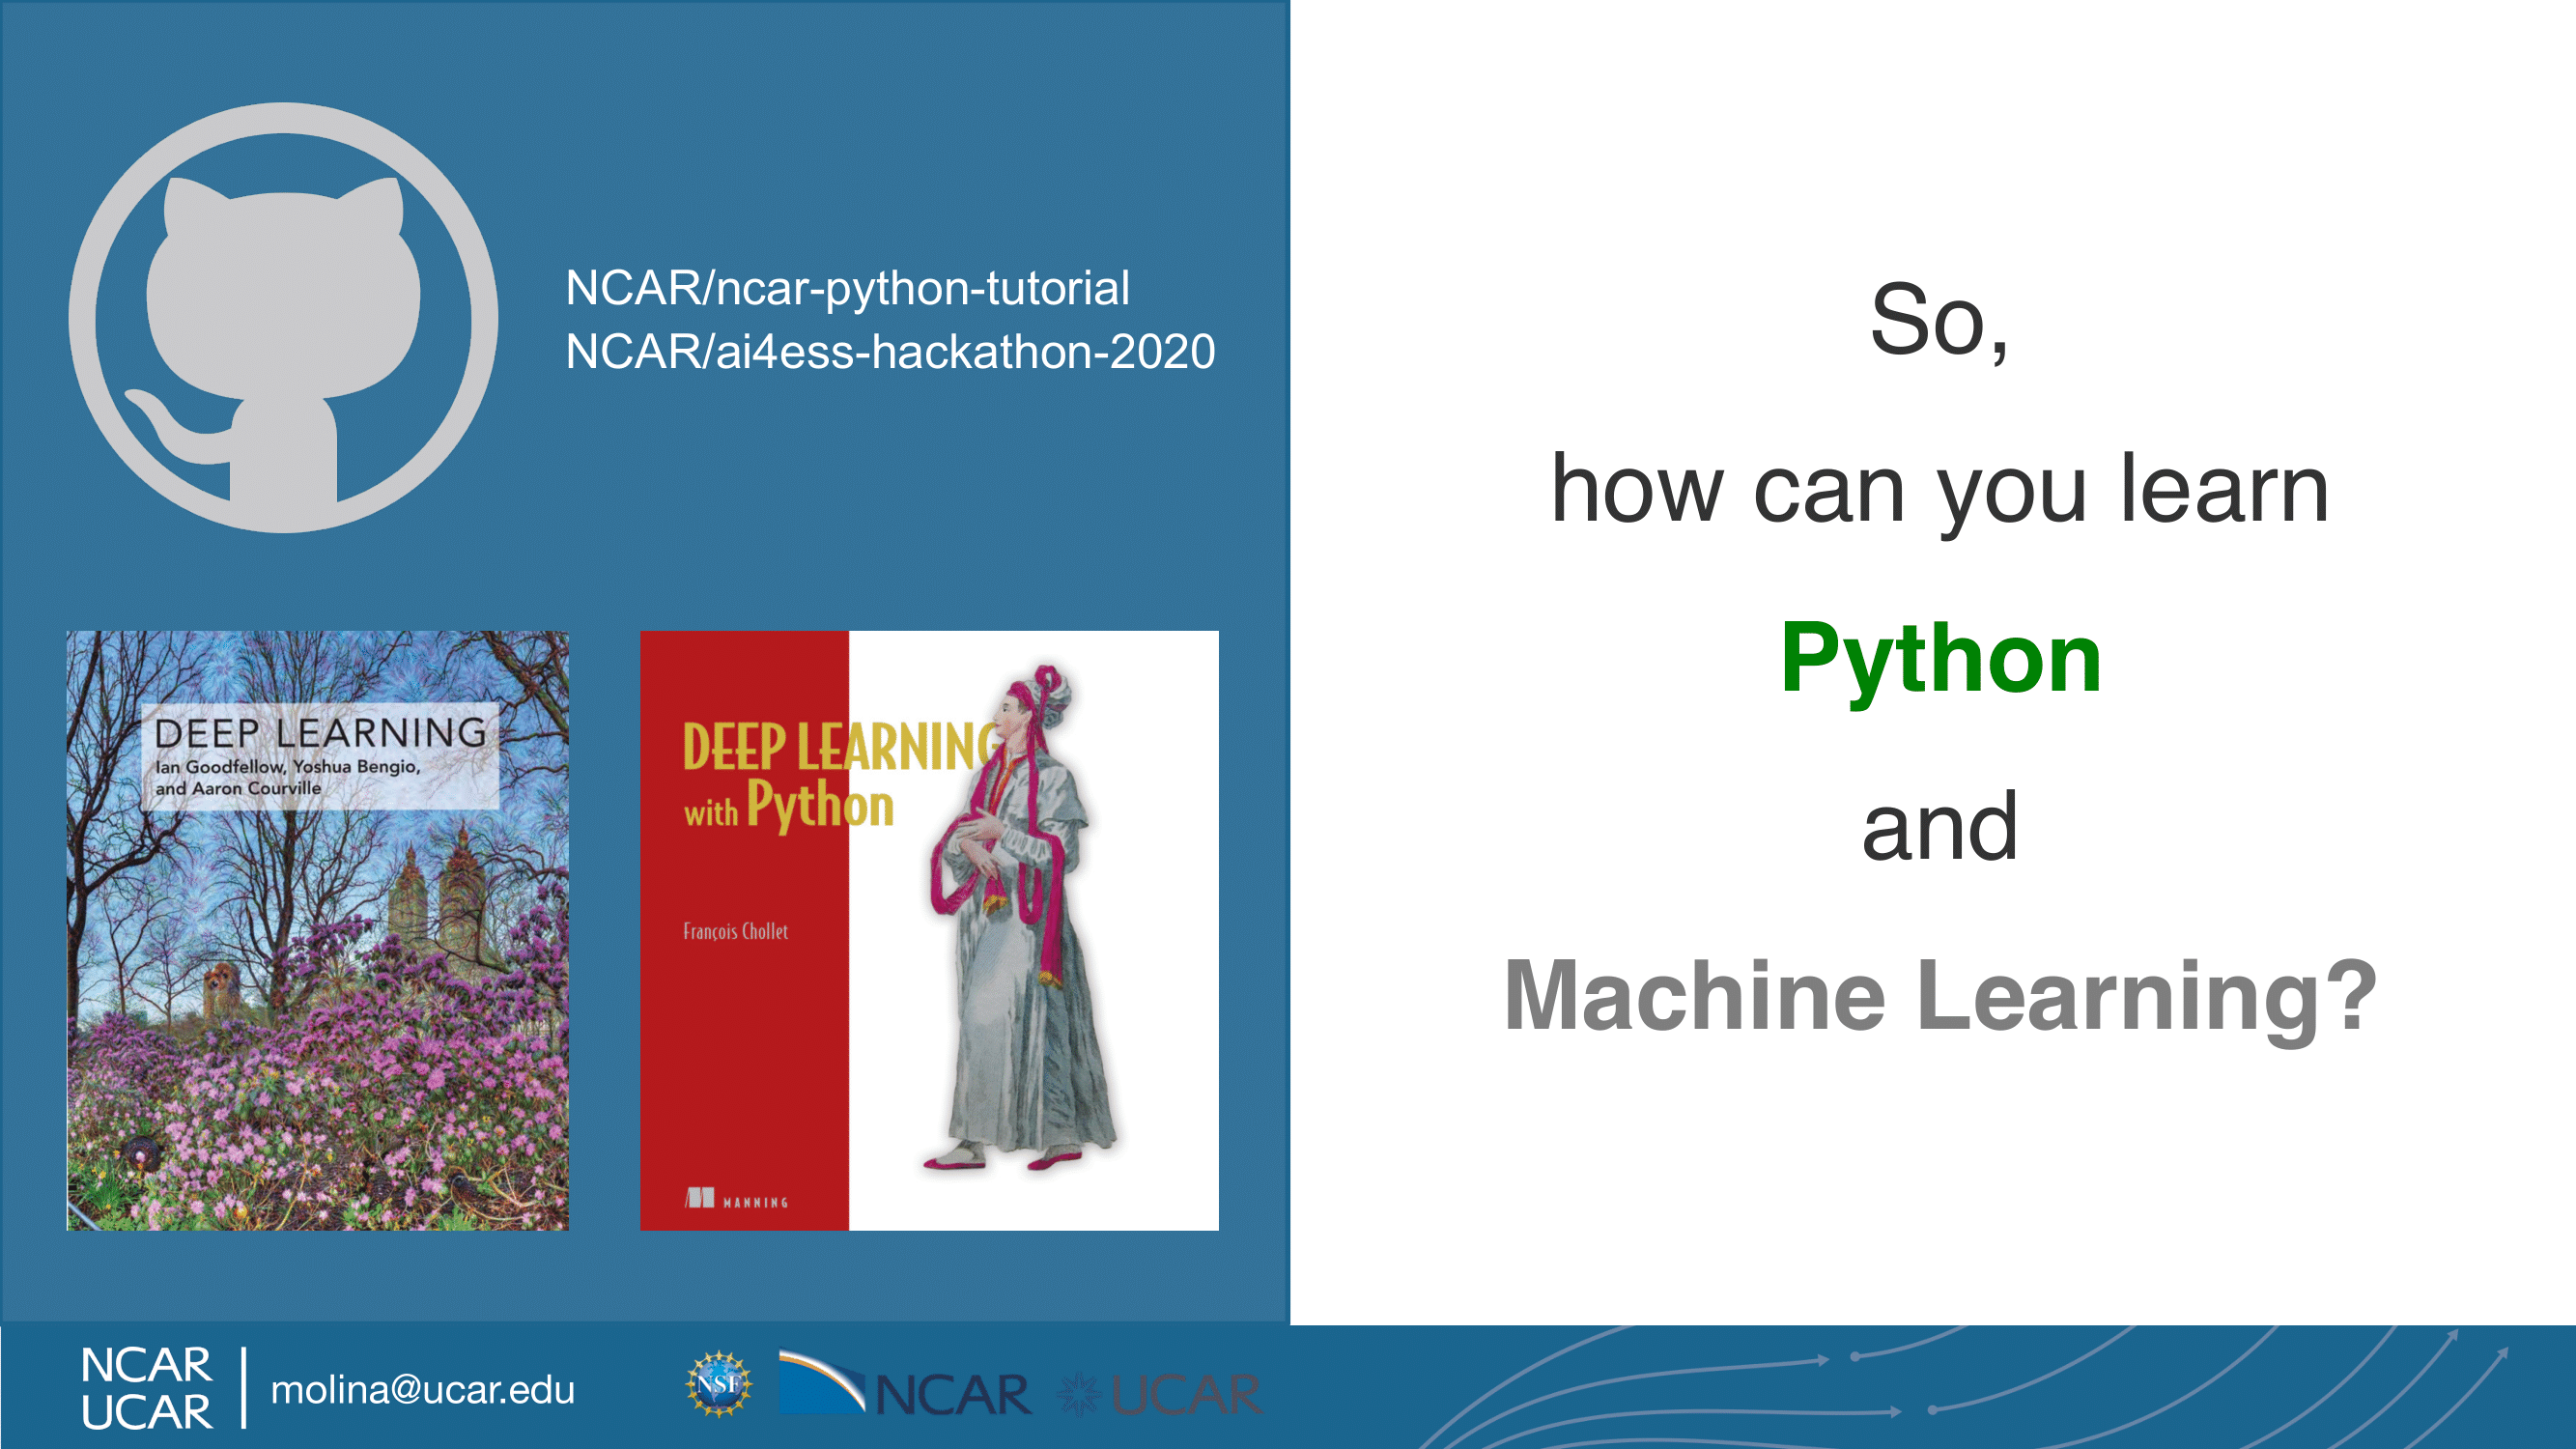 NCAR/ncar-python-tutorial
NCAR/ai4ess-hackathon-2020
DEEP LEARNING
Ian Goodfellow, Yoshua Bengio,
and Aaron Courville
DEEP LEARNING
with Python
François Chollet
MANNING
So,
how can you learn
Python
and
Machine Learning?
NCAR
UCAR
molina@ucar.edu
NSF
NCAR
UCAR